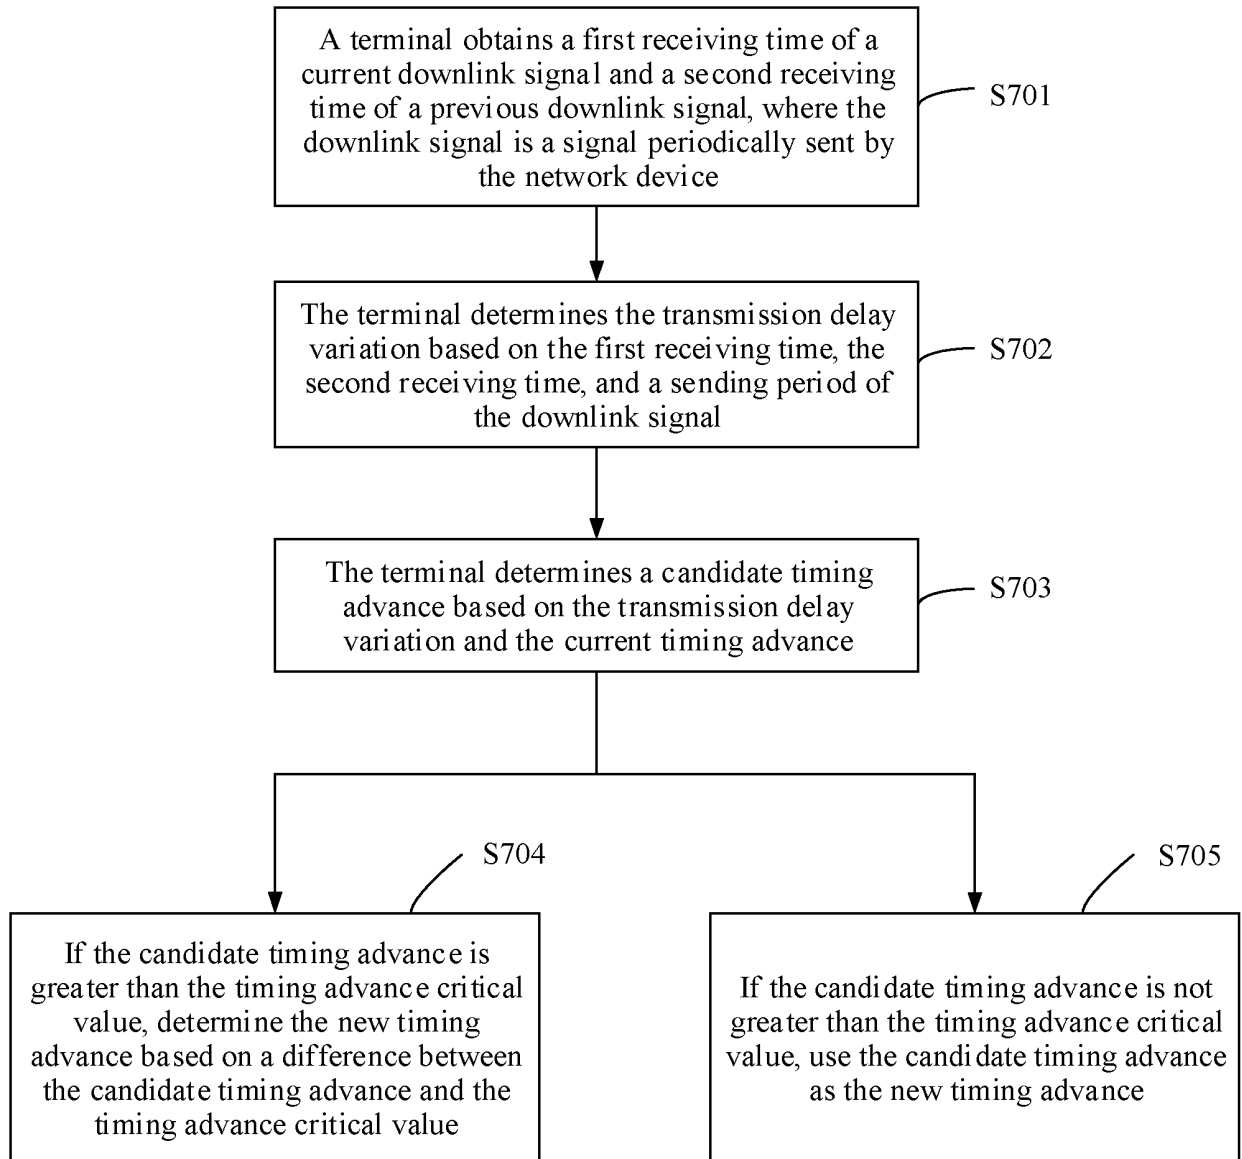 A terminal obtains a first receiving time of a
current downlink signal and a second receiving
time of a previous downlink signal, where the
downlink signal is a signal periodically sent by
the network device
S701
The terminal determines the transmission delay
variation based on the first receiving time, the
second receiving time, and a sending period of
the downlink signal
S702
The terminal determines a candidate timing
advance based on the transmission delay
variation and the current timing advance
S703
S704
If the candidate timing advance is
greater than the timing advance critical
value, determine the new timing
advance based on a difference between
the candidate timing advance and the
timing advance critical value
S705
If the candidate timing advance is not
greater than the timing advance critical
value, use the candidate timing advance
as the new timing advance